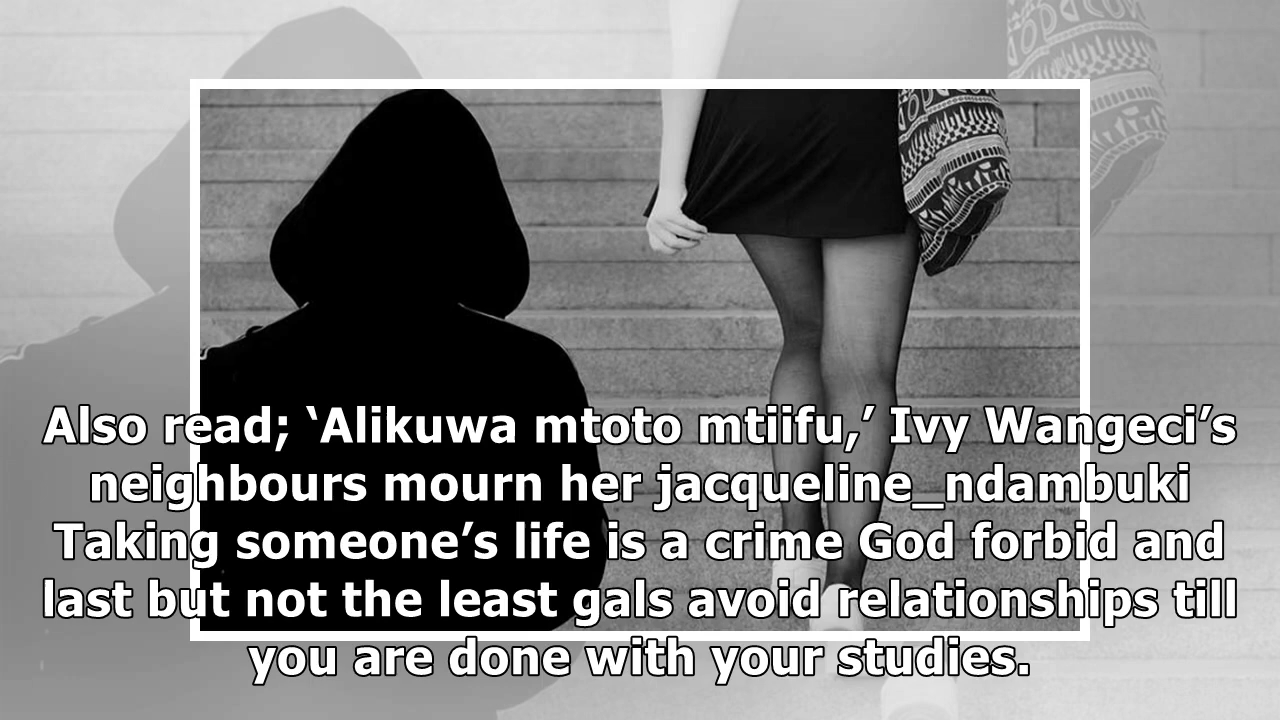 Also read; ‘Alikuwa mtoto mtiifu,’ Ivy Wangeci’s
neighbours mourn her jacqueline_ndambuki
Taking someone’s life is a crime God forbid and
last but not the least gals avoid relationships till
you are done with your studies.